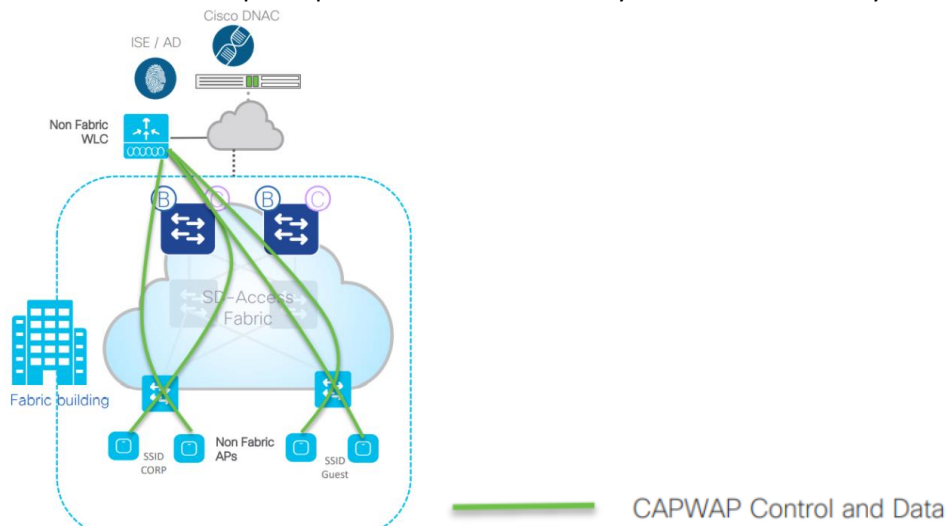 Cisco DNAC
ISE / AD
Non Fabric
WLC
B
C
B
C
SD-Access
Fabric
Fabric building
SSID
CORP
Non Fabric
APs
SSID
Guest
CAPWAP Control and Data